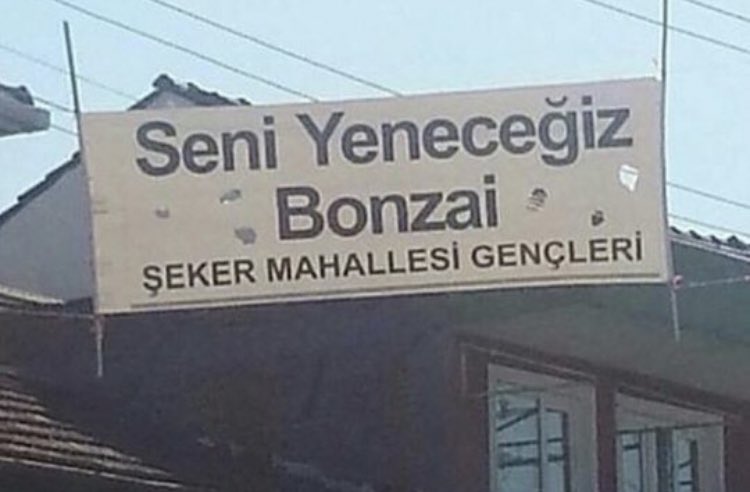 Seni Yeneceğiz
Bonzai
ŞEKER MAHALLESİ GENÇLERİ